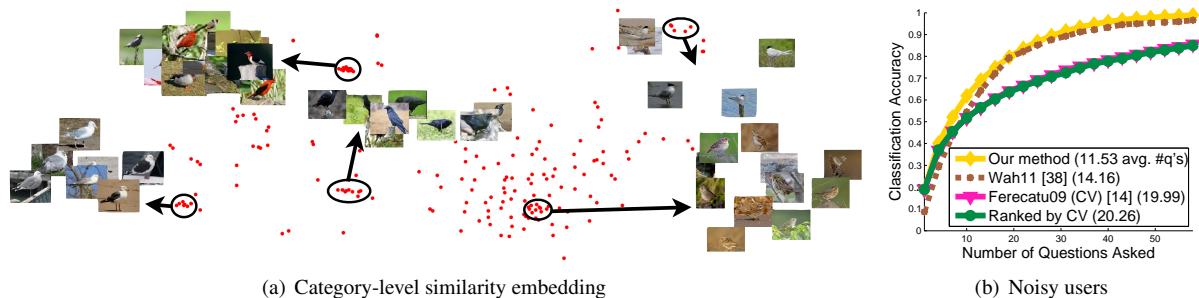 (a) Category-level similarity embedding
Classification Accuracy
1
0.9
0.8
0.7
0.6
0.5
0.4
0.3
0.2
0.1
0
Our method (11.53 avg. #q's)
Wah11 [38] (14.16)
Ferecatu09 (CV) [14] (19.99)
Ranked by CV (20.26)
10 20 30 40 50
Number of Questions Asked
(b) Noisy users